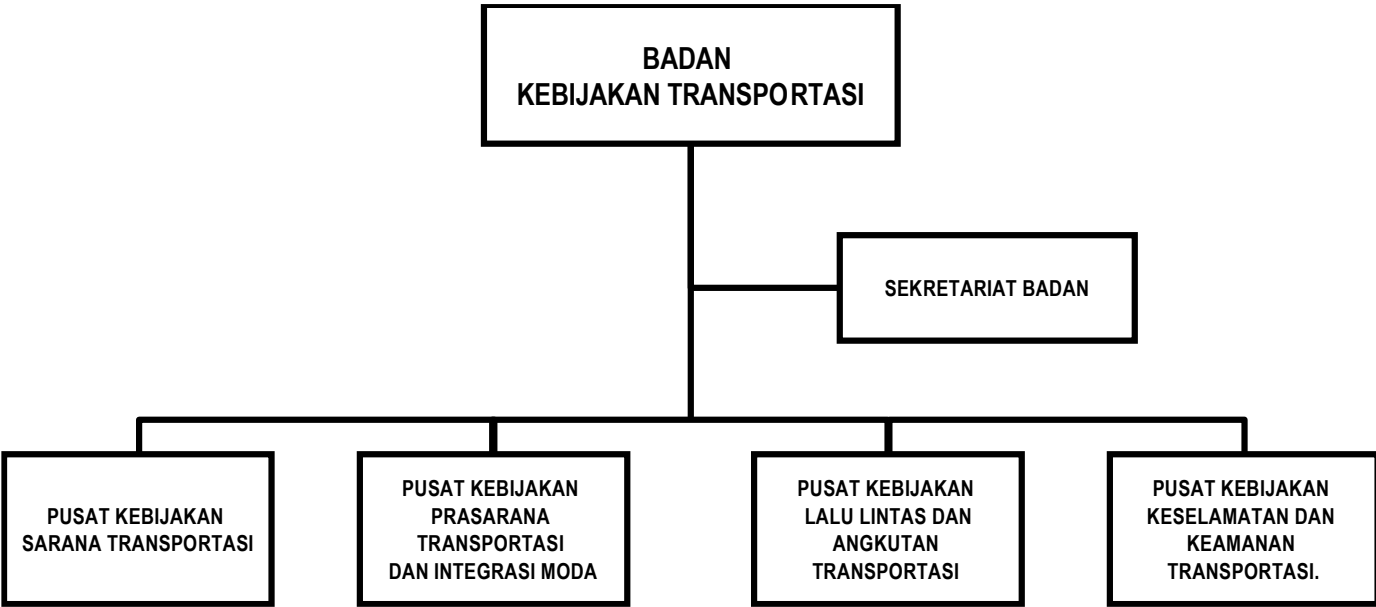 BADAN
KEBIJAKAN TRANSPORTASI
SEKRETARIAT BADAN
PUSAT KEBIJAKAN
SARANA TRANSPORTASI
PUSAT KEBIJAKAN
PRASARANA
TRANSPORTASI
DAN INTEGRASI MODA
PUSAT KEBIJAKAN
LALU LINTAS DAN
ANGKUTAN
TRANSPORTASI
PUSAT KEBIJAKAN
KESELAMATAN DAN
KEAMANAN
TRANSPORTASI.